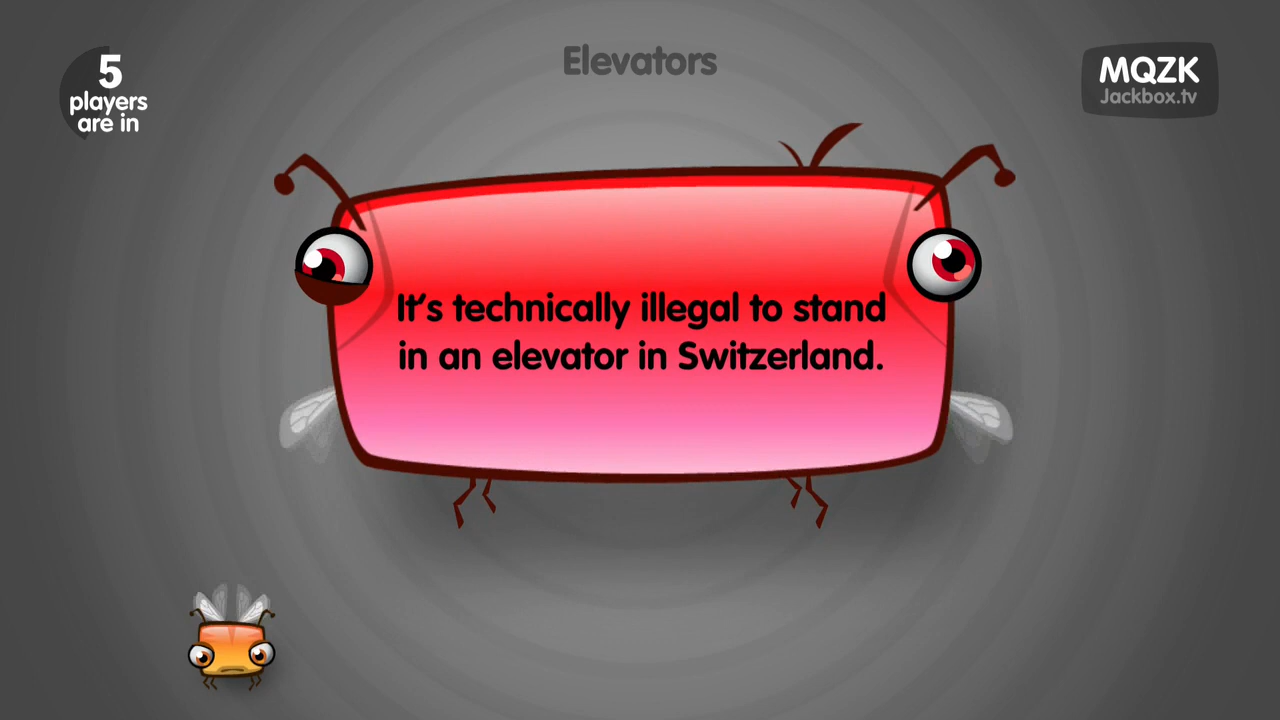 Elevators
5
players
are in
MQZK
Jackbox.tv
It's technically illegal to stand
in an elevator in Switzerland.